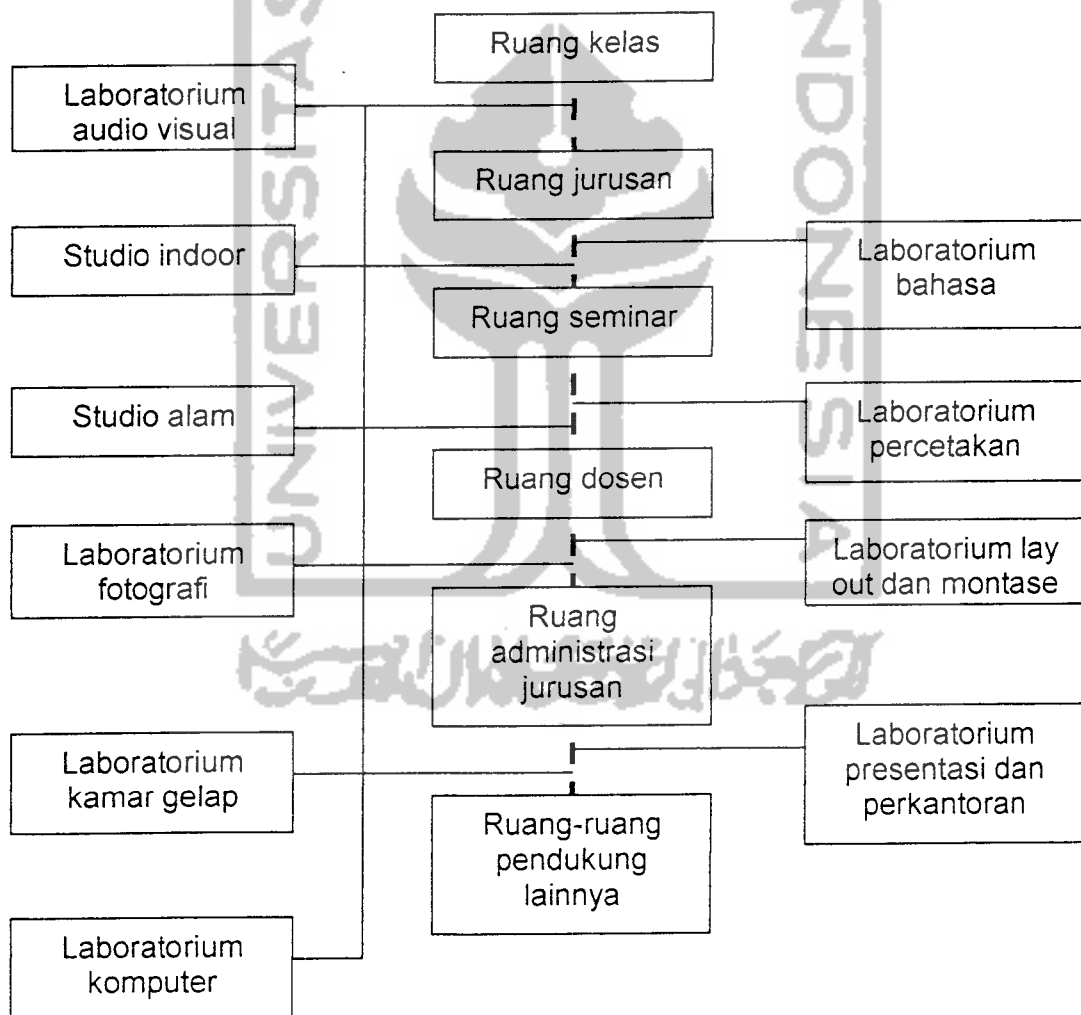 Ruang kelas
Laboratorium
audio visual
Ruang jurusan
Studio indoor
Laboratorium
bahasa
Ruang seminar
Studio alam
Laboratorium
percetakan
Ruang dosen
Laboratorium
fotografi
Laboratorium lay
out dan montase
Ruang
administrasi
jurusan
Laboratorium
kamar gelap
Laboratorium
presentasi dan
perkantoran
Ruang-ruang
pendukung
lainnya
Laboratorium
komputer
UNIVERSITAS
NDONESIA